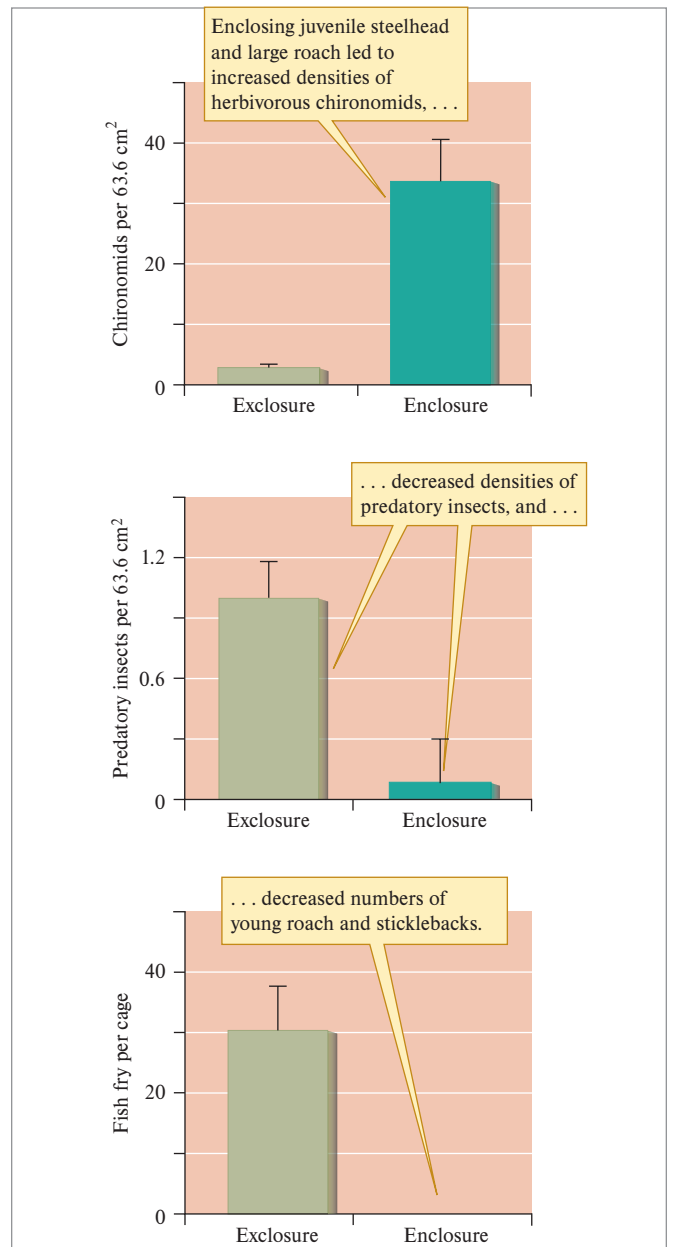 Enclosing juvenile steelhead
and large roach led to
increased densities of
herbivorous chironomids, . . .
Chironomids per 63.6 cm²
40
20
0
Exclosure
Enclosure
. . . decreased densities of
predatory insects, and . . .
Predatory insects per 63.6 cm²
1.2
0.6
0
Exclosure
Enclosure
. . . decreased numbers of
young roach and sticklebacks.
Fish fry per cage
40
20
0
Exclosure
Enclosure